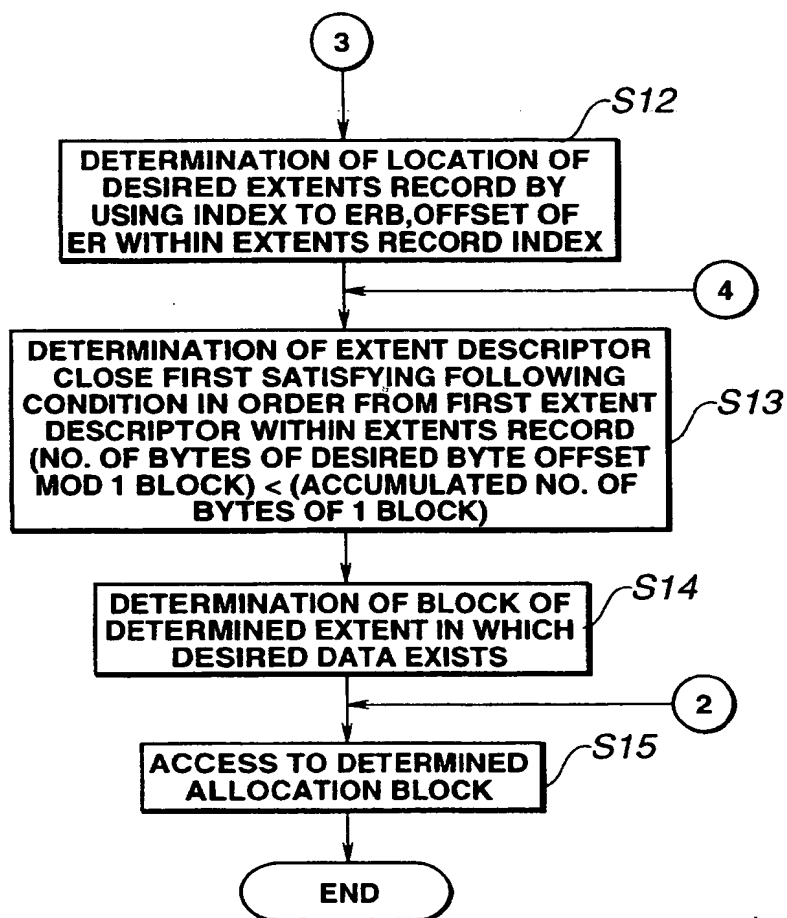 3
S12
DETERMINATION OF LOCATION OF
DESIRED EXTENTS RECORD BY
USING INDEX TO ERB,OFFSET OF
ER WITHIN EXTENTS RECORD INDEX
4
DETERMINATION OF EXTENT DESCRIPTOR
CLOSE FIRST SATISFYING FOLLOWING
CONDITION IN ORDER FROM FIRST EXTENT
DESCRIPTOR WITHIN EXTENTS RECORD
(NO. OF BYTES OF DESIRED BYTE OFFSET
MOD 1 BLOCK) < (ACCUMULATED NO. OF
BYTES OF 1 BLOCK)
S13
S14
DETERMINATION OF BLOCK OF
DETERMINED EXTENT IN WHICH
DESIRED DATA EXISTS
2
S15
ACCESS TO DETERMINED
ALLOCATION BLOCK
END